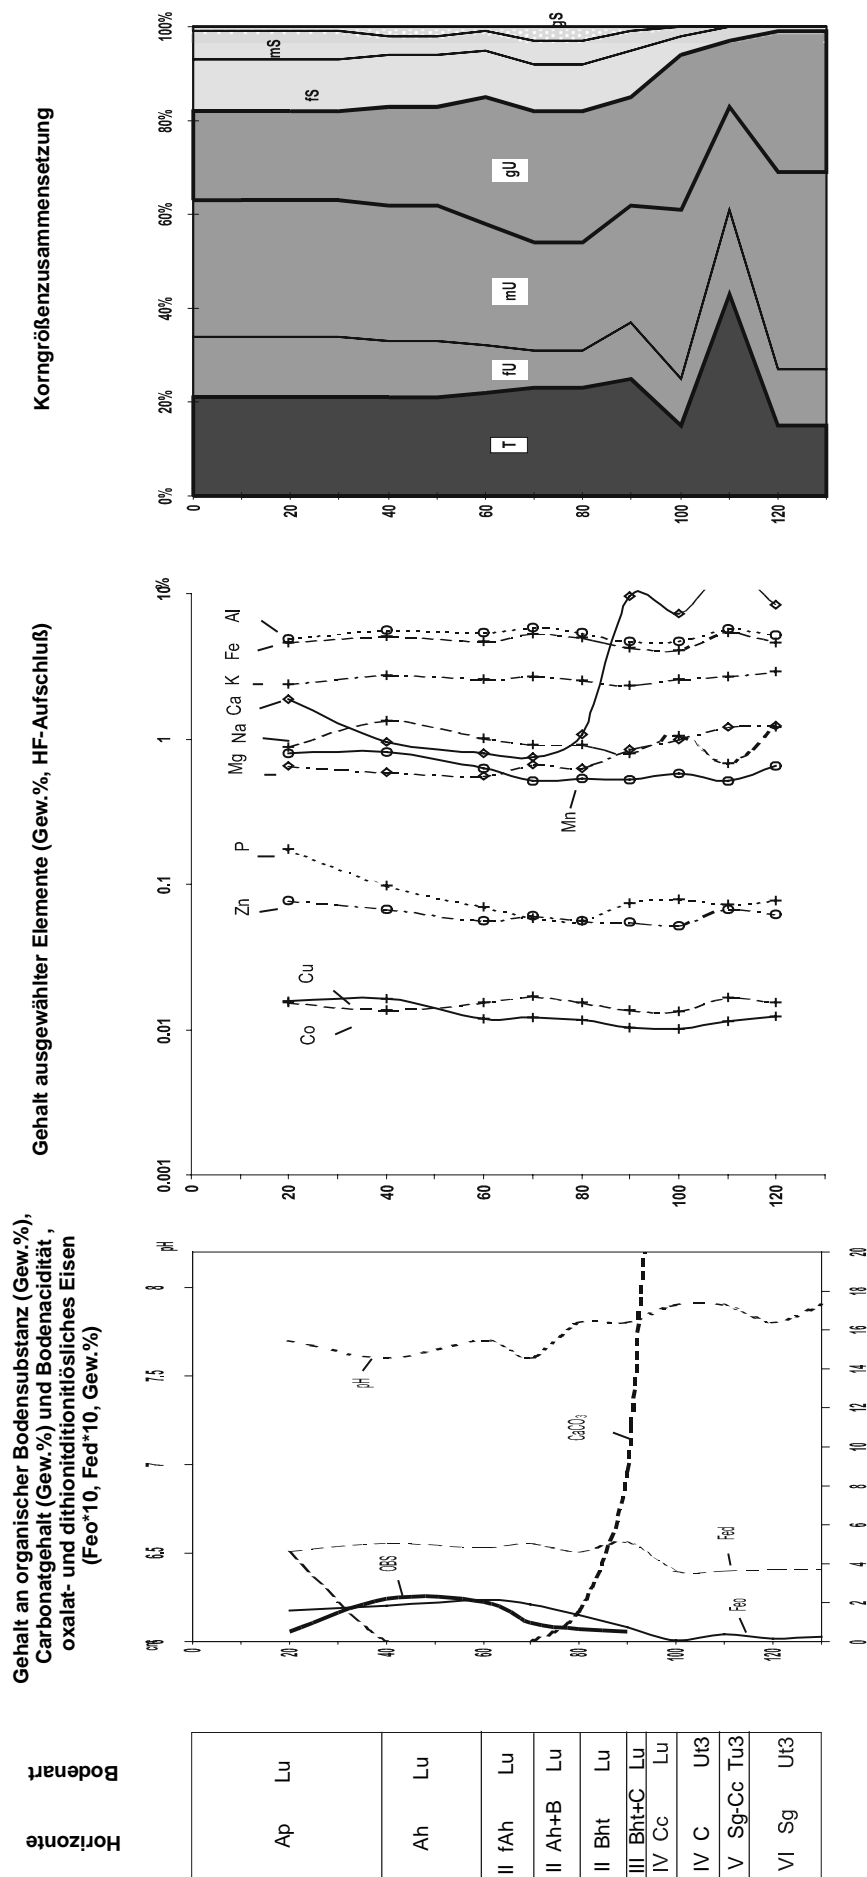 Korngrößenzusammensetzung
0%
20%
40%
60%
80%
100%
T
fU
mU
gU
fS
mS
gS
0
20
40
60
80
100
120
Gehalt ausgewählter Elemente (Gew.%, HF-Aufschluß)
0.001
0.01
0.1
1
10%
Co
Cu
Zn
P
Mg
Na
Ca
K
Fe
Al
Mn
0
20
40
60
80
100
120
Gehalt an organischer Bodensubstanz (Gew.%),
Carbonatgehalt (Gew.%) und Bodenacidität ,
oxalat- und dithionitditionitlösliches Eisen
(Feo*10, Fed*10, Gew.%)
6
6.5
7
7.5
8
pH
cm
0
20
40
60
80
100
120
pH
OBS
CaCO₃
Fed
Feo
0
2
4
6
8
10
12
14
16
18
20
Horizonte
Bodenart
Ap Lu
Ah Lu
II fAh Lu
II Ah+B Lu
II Bht Lu
III Bht+C Lu
IV Cc Lu
IV C Ut3
V Sg-Cc Tu3
VI Sg Ut3